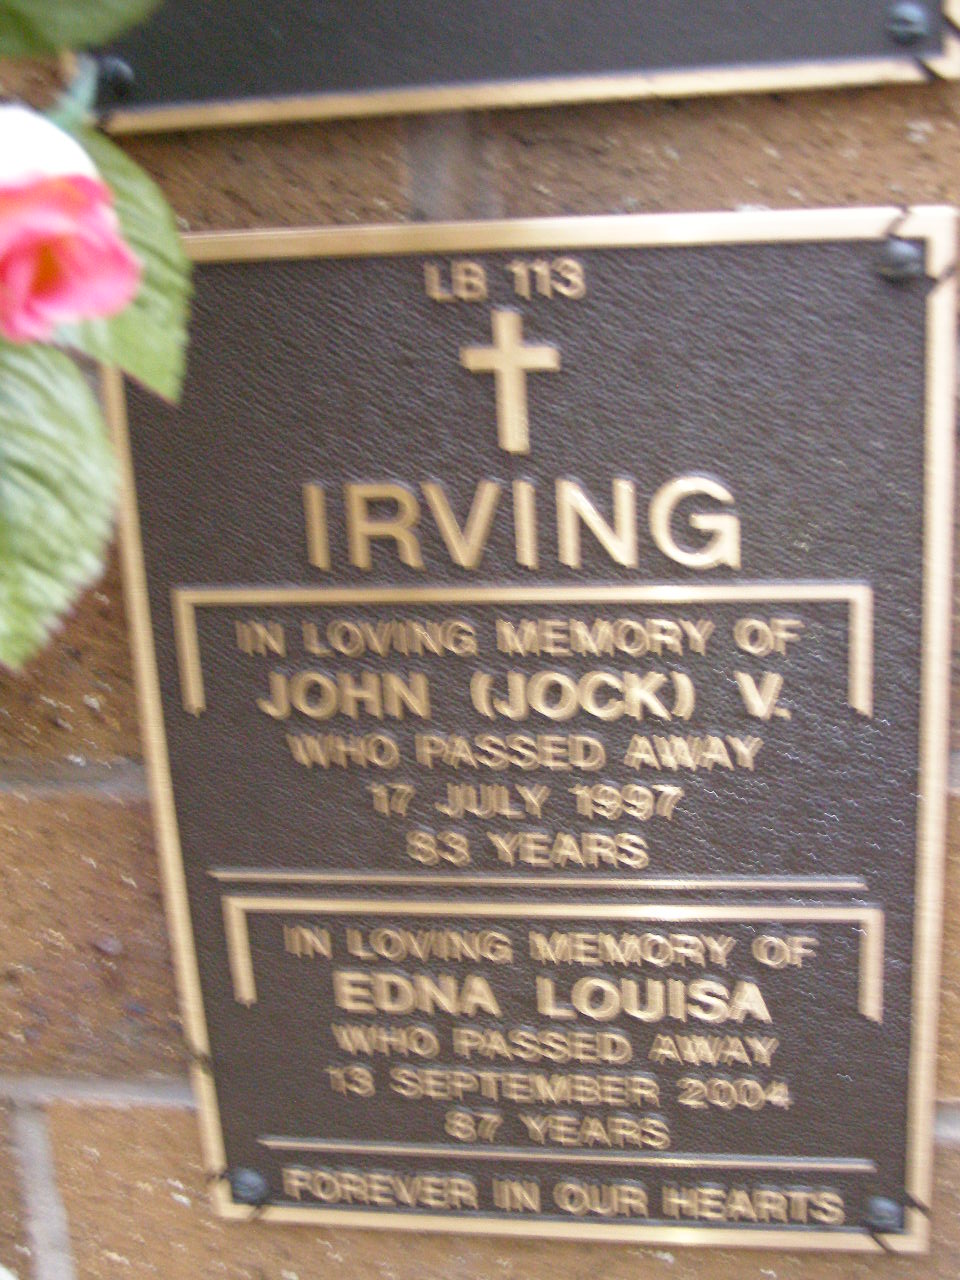 LB 113
IRVING
IN LOVING MEMORY OF
JOHN (JOCK) V.
WHO PASSED AWAY
17 JULY 1997
83 YEARS
IN LOVING MEMORY OF
EDNA LOUISA
WHO PASSED AWAY
13 SEPTEMBER 2004
87 YEARS
FOREVER IN OUR HEARTS